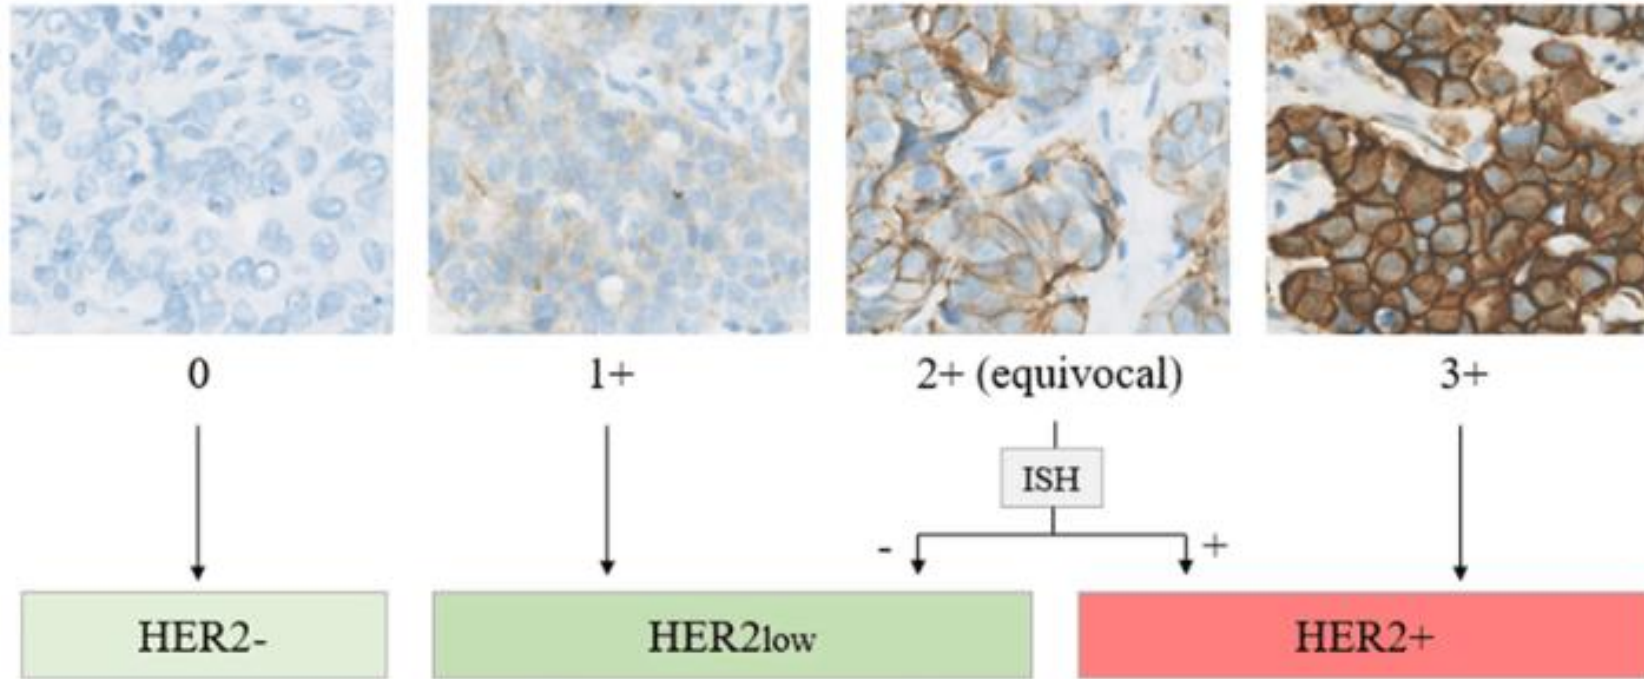 0
1+
2+ (equivocal)
3+
ISH
-
+
HER2-
HER2low
HER2+